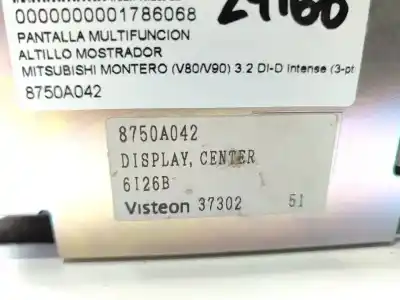 0000000001786068
PANTALLA MULTIFUNCION
ALTILLO MOSTRADOR
MITSUBISHI MONTERO (V80/V90) 3.2 DI-D Intense (3-pt
8750A042
8750A042
DISPLAY, CENTER
6I26B
Visteon 37302 51